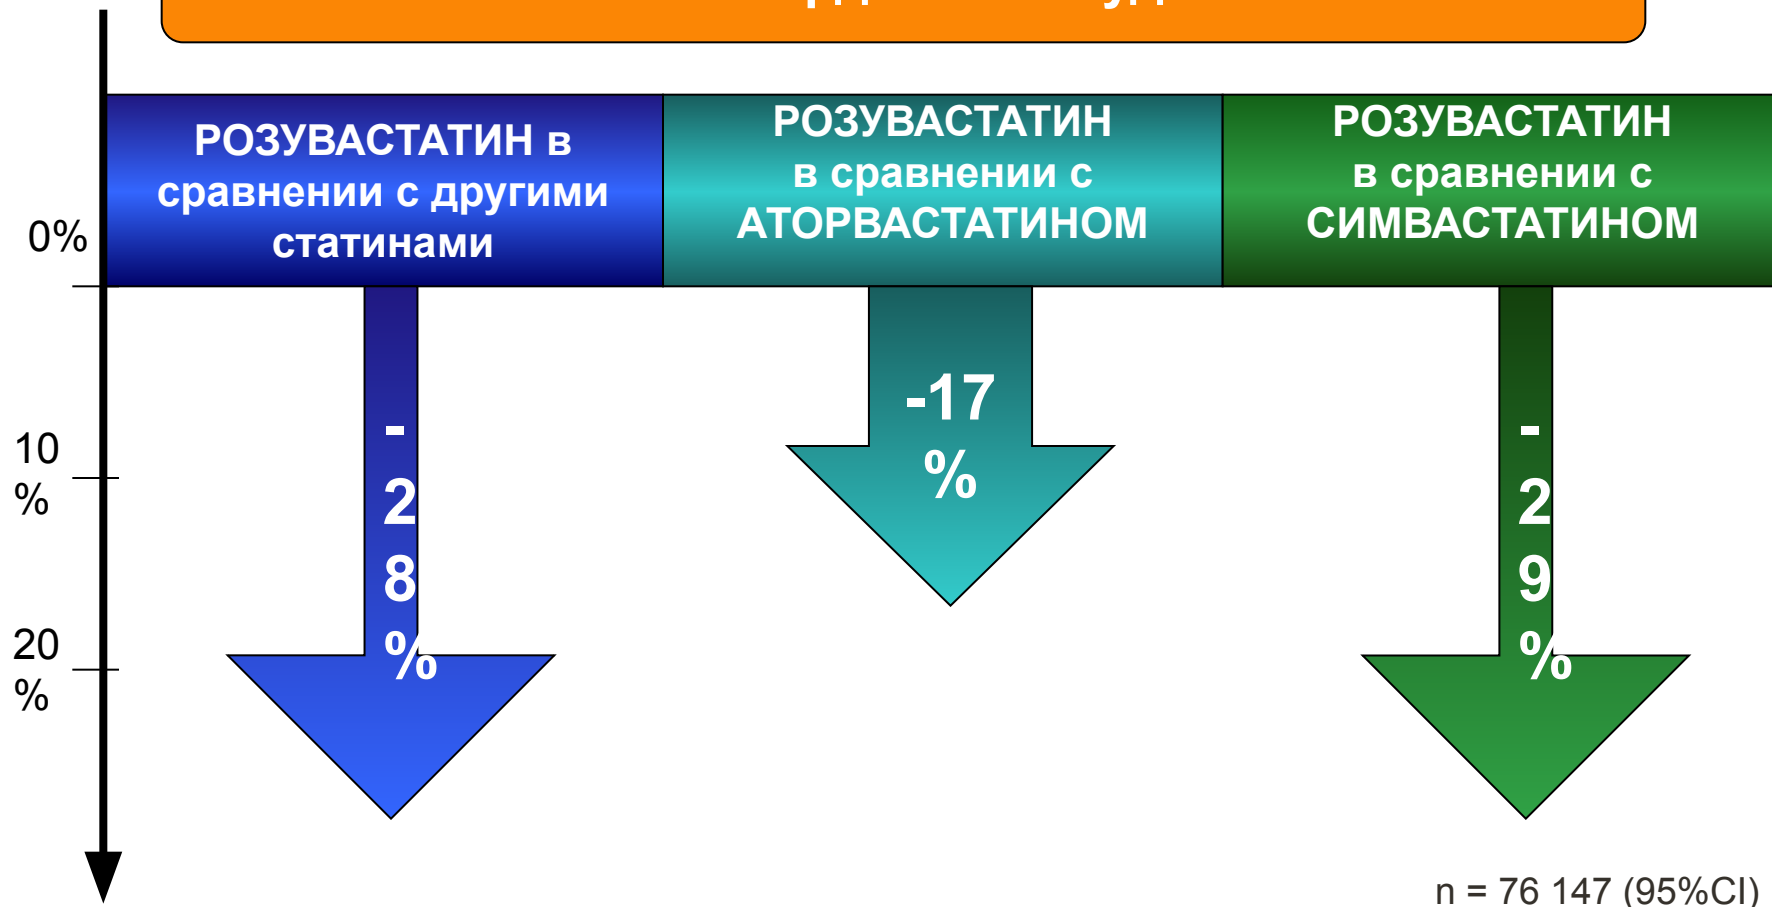 РОЗУВАСТАТИН в
сравнении с другими
статинами
РОЗУВАСТАТИН
в сравнении с
АТОРВАСТАТИНОМ
РОЗУВАСТАТИН
в сравнении с
СИМВАСТАТИНОМ
0%
10
%
20
%
-
2
8
%
-17
%
-
2
9
%
n = 76 147 (95%CI)